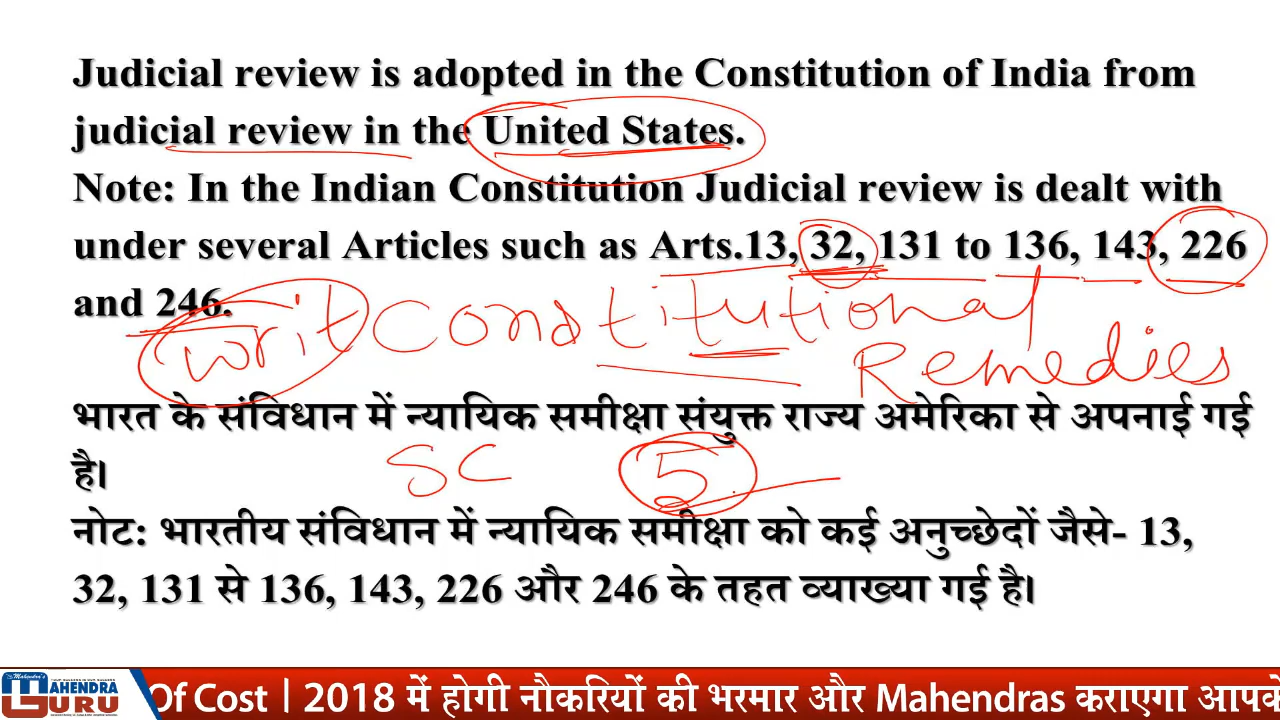 Judicial review is adopted in the Constitution of India from
judicial review in the United States.
Note: In the Indian Constitution Judicial review is dealt with
under several Articles such as Arts.13, 32, 131 to 136, 143, 226
and 246.
Writ Constitutional
Remedies
भारत के संविधान में न्यायिक समीक्षा संयुक्त राज्य अमेरिका से अपनाई गई
है।
SC 5
नोट: भारतीय संविधान में न्यायिक समीक्षा को कई अनुच्छेदों जैसे- 13,
32, 131 से 136, 143, 226 और 246 के तहत व्याख्या गई है।
Mahendra's
MAHENDRA
GURU
Of Cost | 2018 में होगी नौकरियों की भरमार और Mahendras कराएगा आपके